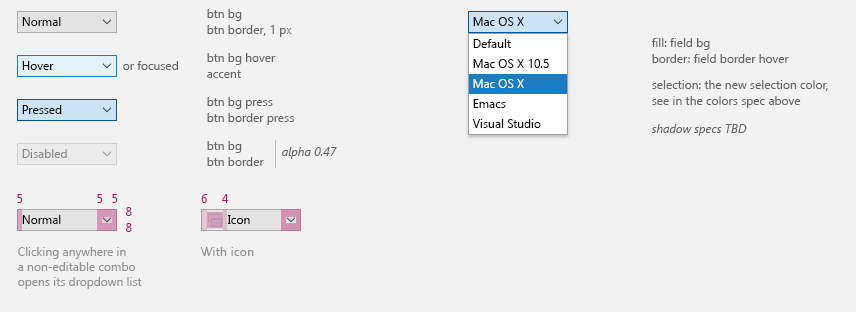 Normal
btn bg
btn border, 1 px
Hover
or focused
btn bg hover
accent
Pressed
btn bg press
btn border press
Disabled
btn bg
btn border
alpha 0.47
5 5 5
Normal
8
8
Clicking anywhere in
a non-editable combo
opens its dropdown list
6 4
Icon
With icon
Mac OS X
Default
Mac OS X 10.5
Mac OS X
Emacs
Visual Studio
fill: field bg
border: field border hover
selection: the new selection color,
see in the colors spec above
shadow specs TBD